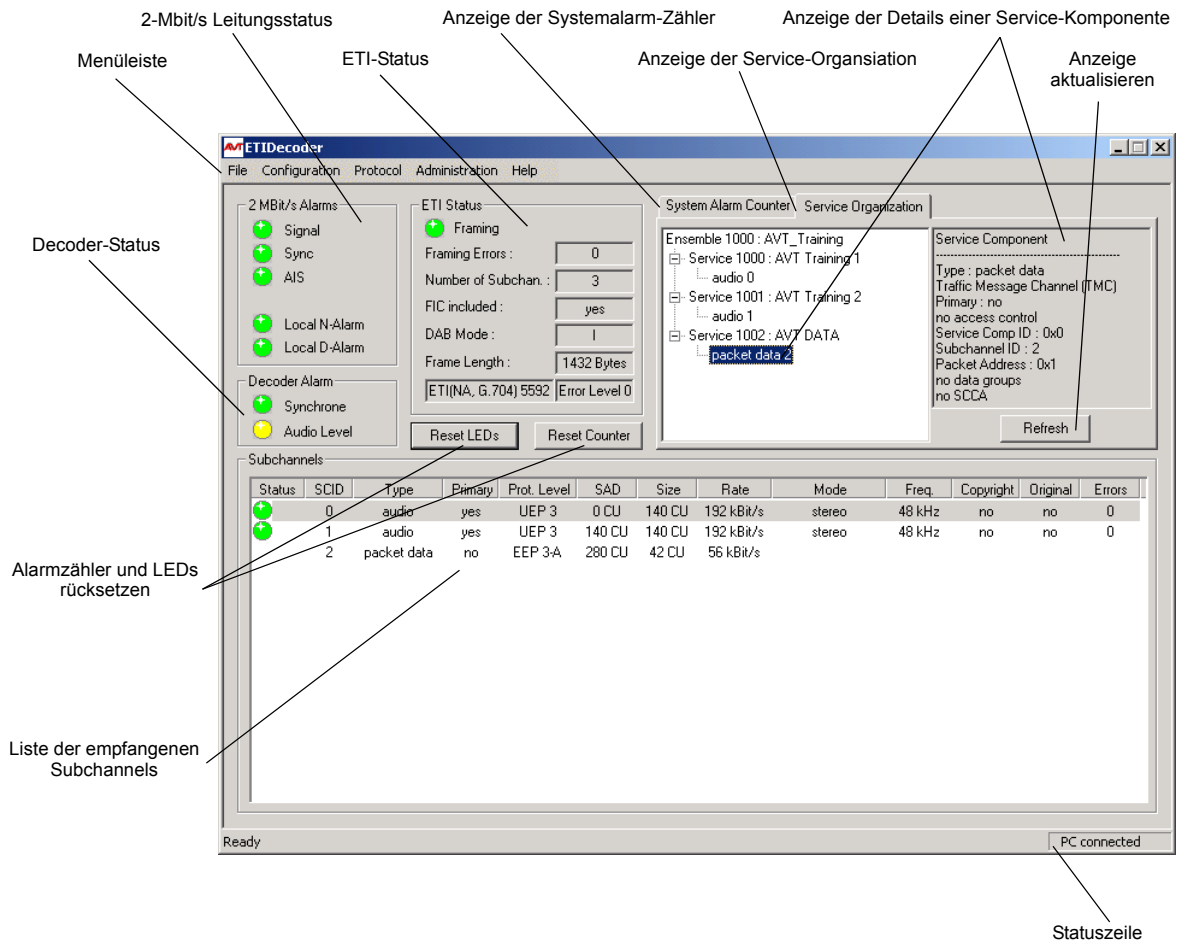 2-Mbit/s Leitungsstatus
Anzeige der Systemalarm-Zähler
Anzeige der Details einer Service-Komponente
Menüleiste
ETI-Status
Anzeige der Service-Organsiation
Anzeige
aktualisieren
AVT ETIDecoder
File Configuration Protocol Administration Help
Decoder-Status
2 MBit/s Alarms
Signal
Sync
AIS
Local N-Alarm
Local D-Alarm
Decoder Alarm
Synchrone
Audio Level
ETI Status
Framing
Framing Errors : 0
Number of Subchan. : 3
FIC included : yes
DAB Mode : I
Frame Length : 1432 Bytes
ETI(NA, G.704) 5592 Error Level 0
Reset LEDs Reset Counter
System Alarm Counter Service Organization
Ensemble 1000 : AVT_Training
Service 1000 : AVT Training 1
audio 0
Service 1001 : AVT Training 2
audio 1
Service 1002 : AVT DATA
packet data 2
Service Component
Type : packet data
Traffic Message Channel (TMC)
Primary : no
no access control
Service Comp ID : 0x0
Subchannel ID : 2
Packet Address : 0x1
no data groups
no SCCA
Refresh
Subchannels
Status SCID Type Primary Prot. Level SAD Size Rate Mode Freq. Copyright Original Errors
0 audio yes UEP 3 0 CU 140 CU 192 kBit/s stereo 48 kHz no no 0
1 audio yes UEP 3 140 CU 140 CU 192 kBit/s stereo 48 kHz no no 0
2 packet data no EEP 3-A 280 CU 42 CU 56 kBit/s
Alarmzähler und LEDs
rücksetzen
Liste der empfangenen
Subchannels
Ready PC connected
Statuszeile